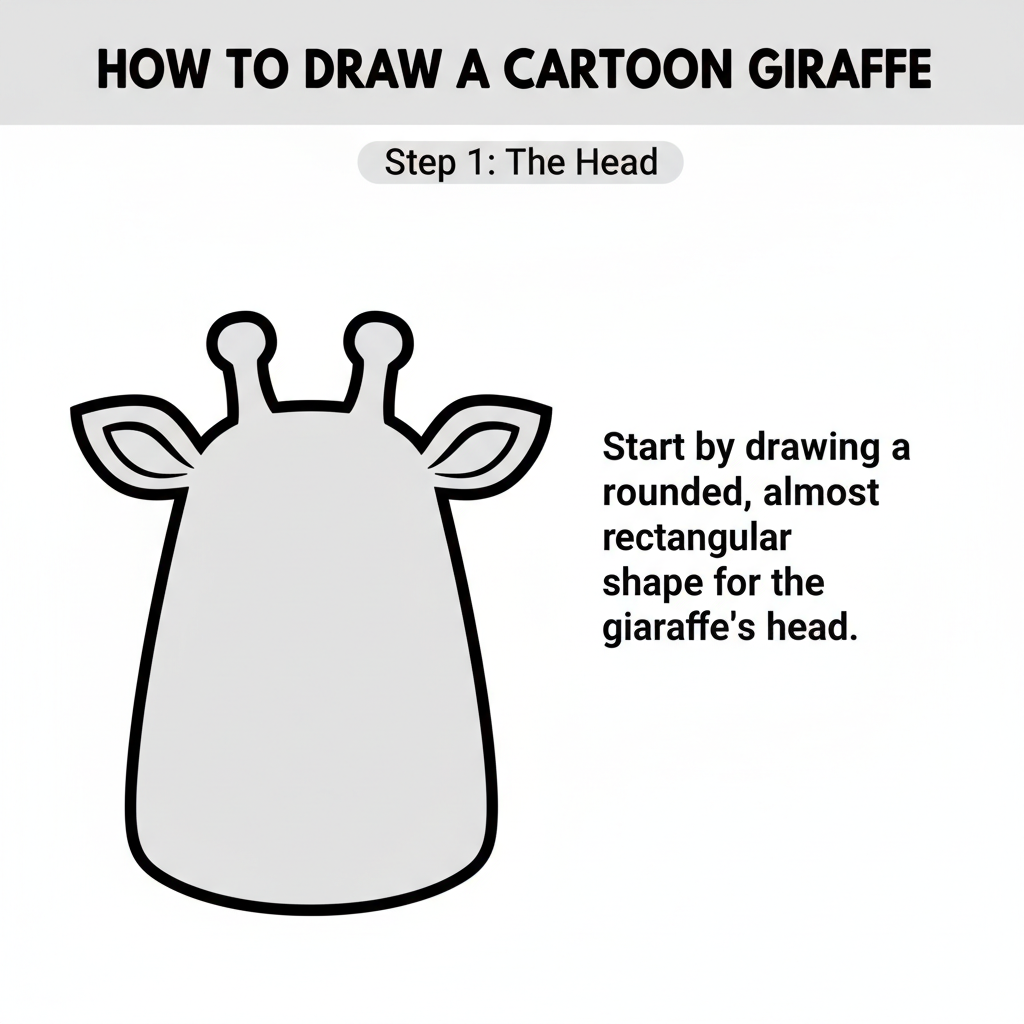 HOW TO DRAW A CARTOON GIRAFFE
Step 1: The Head
Start by drawing a
rounded, almost
rectangular
shape for the
giaraffe's head.